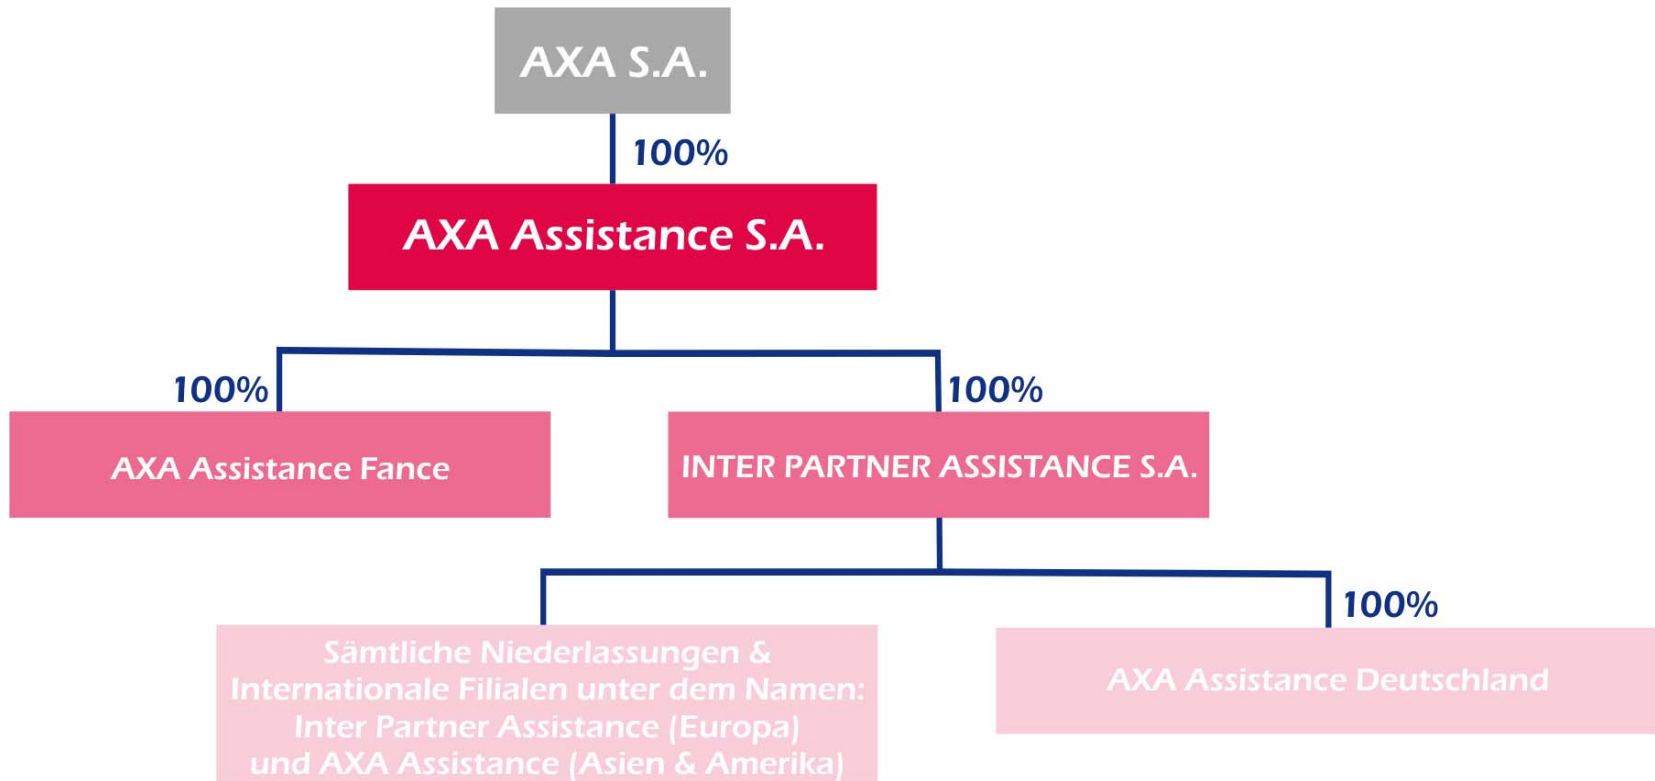 AXA S.A.
100%
AXA Assistance S.A.
100%
100%
AXA Assistance Fance
INTER PARTNER ASSISTANCE S.A.
100%
Sämtliche Niederlassungen &
Internationale Filialen unter dem Namen:
Inter Partner Assistance (Europa)
und AXA Assistance (Asien & Amerika)
AXA Assistance Deutschland